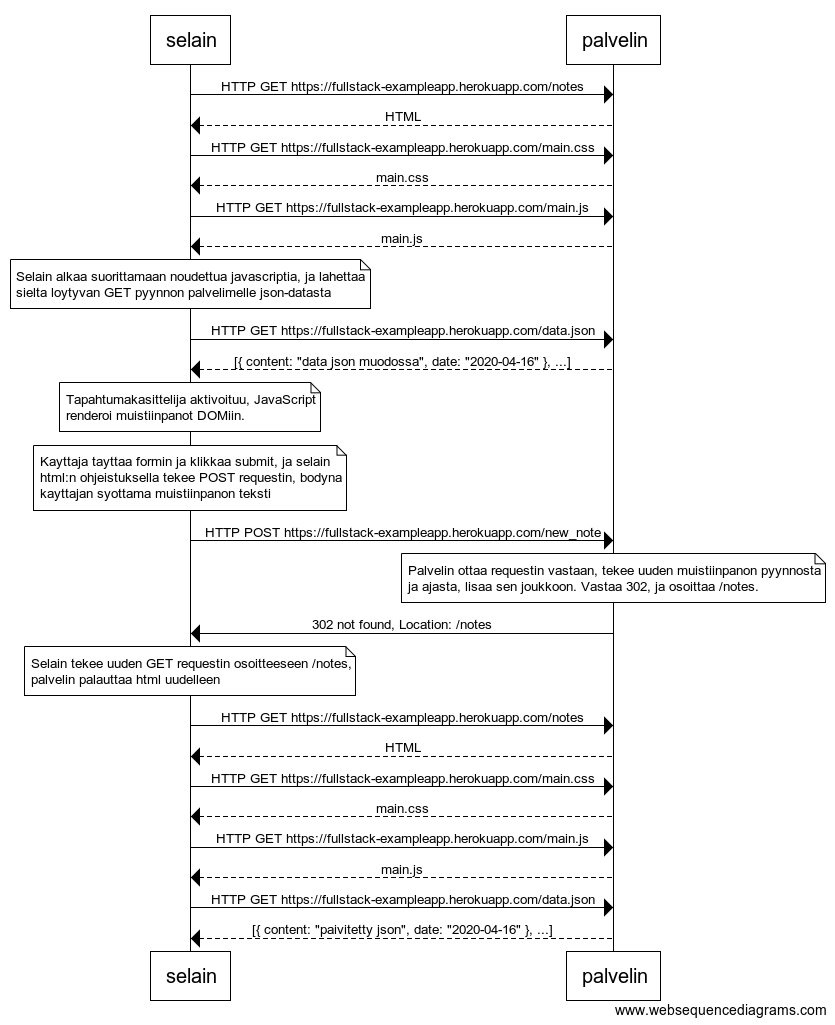 selain
palvelin
HTTP GET https://fullstack-exampleapp.herokuapp.com/notes
HTML
HTTP GET https://fullstack-exampleapp.herokuapp.com/main.css
main.css
HTTP GET https://fullstack-exampleapp.herokuapp.com/main.js
main.js
Selain alkaa suorittamaan noudettua javascriptia, ja lahettaa
sielta loytyvan GET pyynnon palvelimelle json-datasta
HTTP GET https://fullstack-exampleapp.herokuapp.com/data.json
[{ content: "data json muodossa", date: "2020-04-16" }, ...]
Tapahtumakasittelija aktivoituu, JavaScript
renderoi muistiinpanot DOMiin.
Kayttaja tayttaa formin ja klikkaa submit, ja selain
html:n ohjeistuksella tekee POST requestin, bodyna
kayttajan syottama muistiinpanon teksti
HTTP POST https://fullstack-exampleapp.herokuapp.com/new_note
Palvelin ottaa requestin vastaan, tekee uuden muistiinpanon pyynnosta
ja ajasta, lisaa sen joukkoon. Vastaa 302, ja osoittaa /notes.
302 not found, Location: /notes
Selain tekee uuden GET requestin osoitteeseen /notes,
palvelin palauttaa html uudelleen
HTTP GET https://fullstack-exampleapp.herokuapp.com/notes
HTML
HTTP GET https://fullstack-exampleapp.herokuapp.com/main.css
main.css
HTTP GET https://fullstack-exampleapp.herokuapp.com/main.js
main.js
HTTP GET https://fullstack-exampleapp.herokuapp.com/data.json
[{ content: "paivitetty json", date: "2020-04-16" }, ...]
selain
palvelin
www.websequencediagrams.com